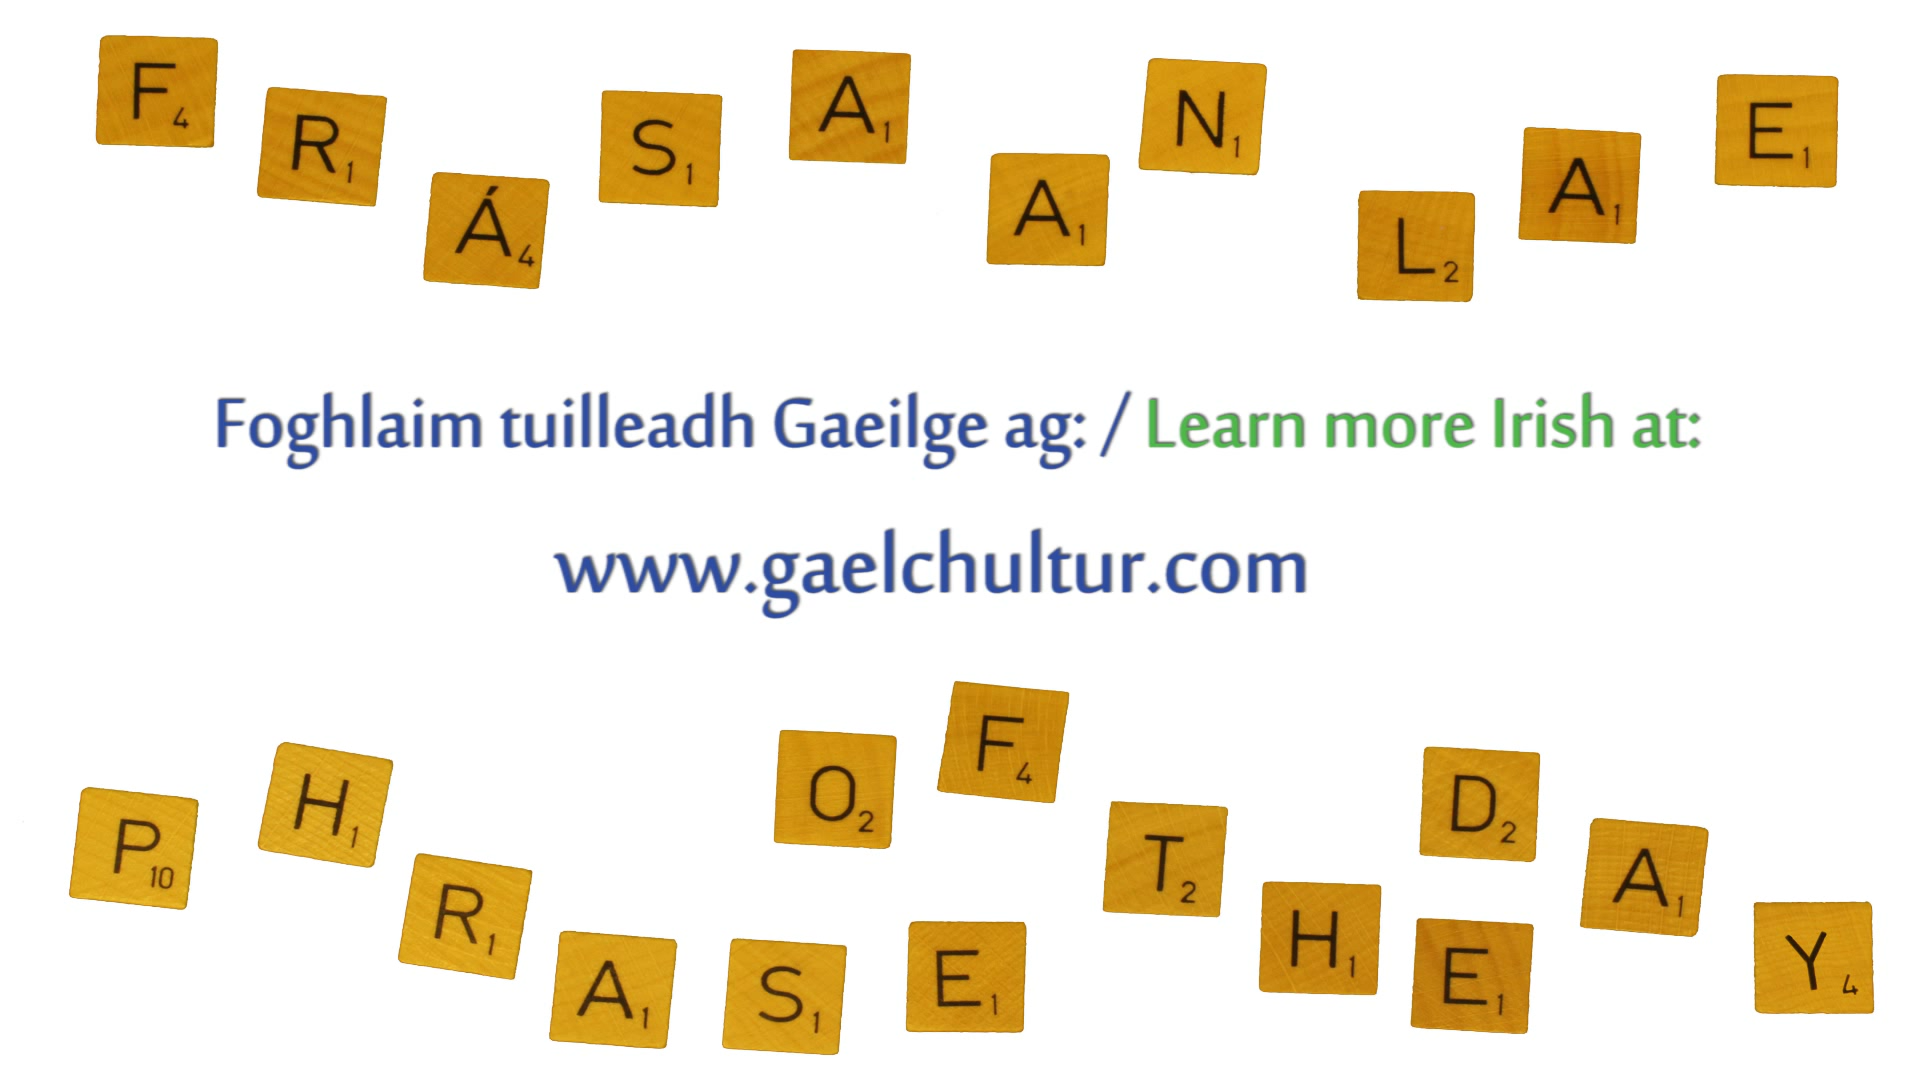 FRÁSA AN LAE
Foghlaim tuilleadh Gaeilge ag: / Learn more Irish at:
www.gaelchultur.com
PHRASE OF THE DAY